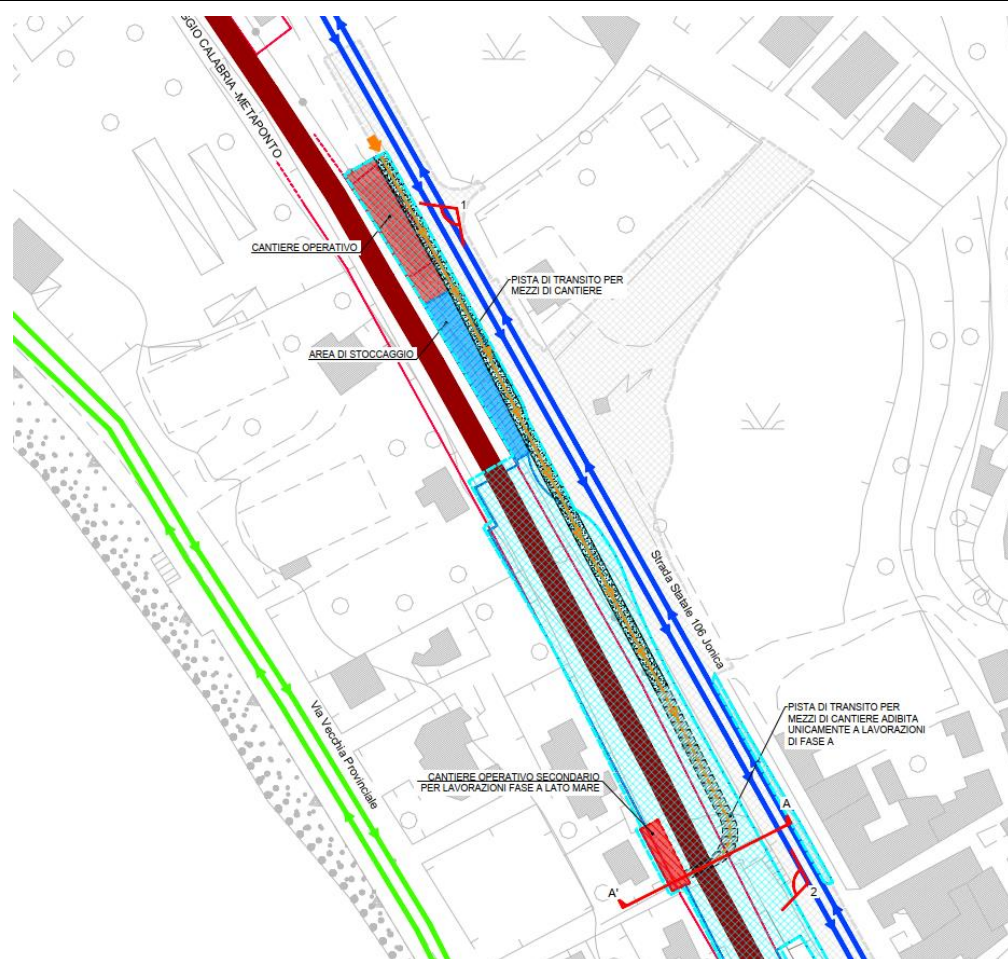 GGIO CALABRIA -METAPONTO
1
CANTIERE OPERATIVO
PISTA DI TRANSITO PER
MEZZI DI CANTIERE
AREA DI STOCCAGGIO
Strada Statale 106 Jonica
Via Vecchia Provinciale
PISTA DI TRANSITO PER
MEZZI DI CANTIERE ADIBITA
UNICAMENTE A LAVORAZIONI
DI FASE A
CANTIERE OPERATIVO SECONDARIO
PER LAVORAZIONI FASE A LATO MARE
A
A'
2